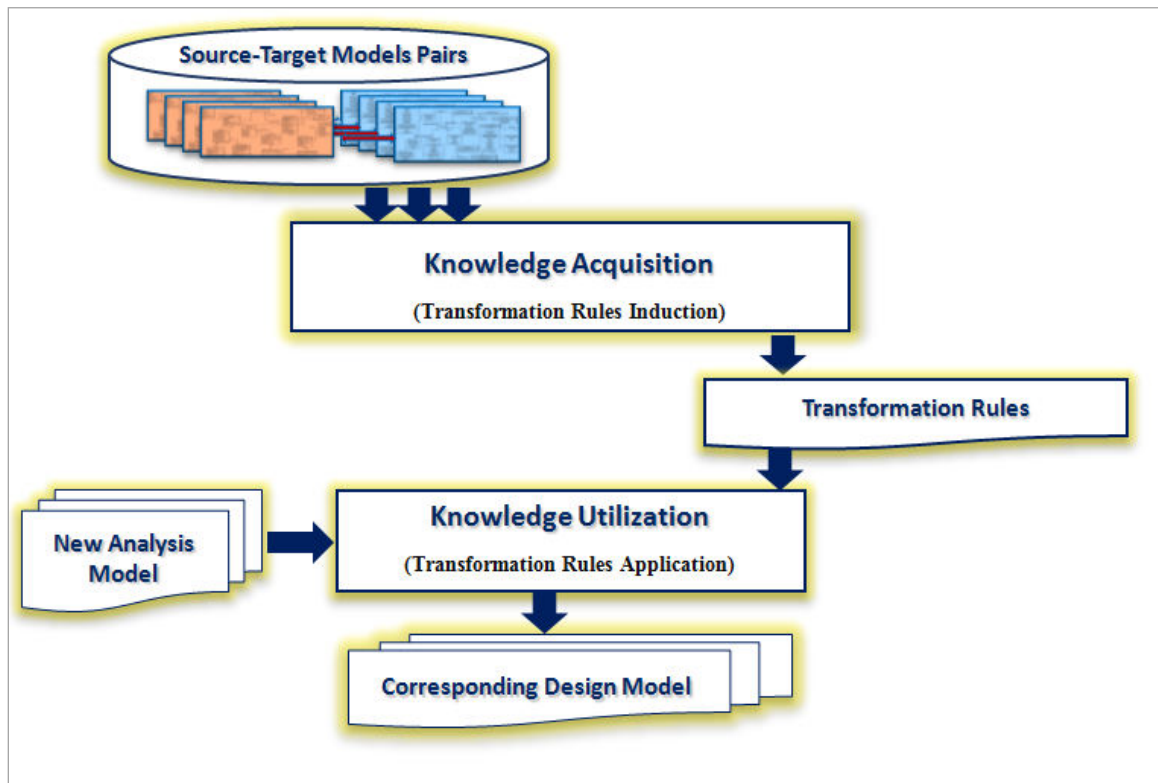 Source-Target Models Pairs
Knowledge Acquisition
(Transformation Rules Induction)
Transformation Rules
Knowledge Utilization
(Transformation Rules Application)
New Analysis
Model
Corresponding Design Model